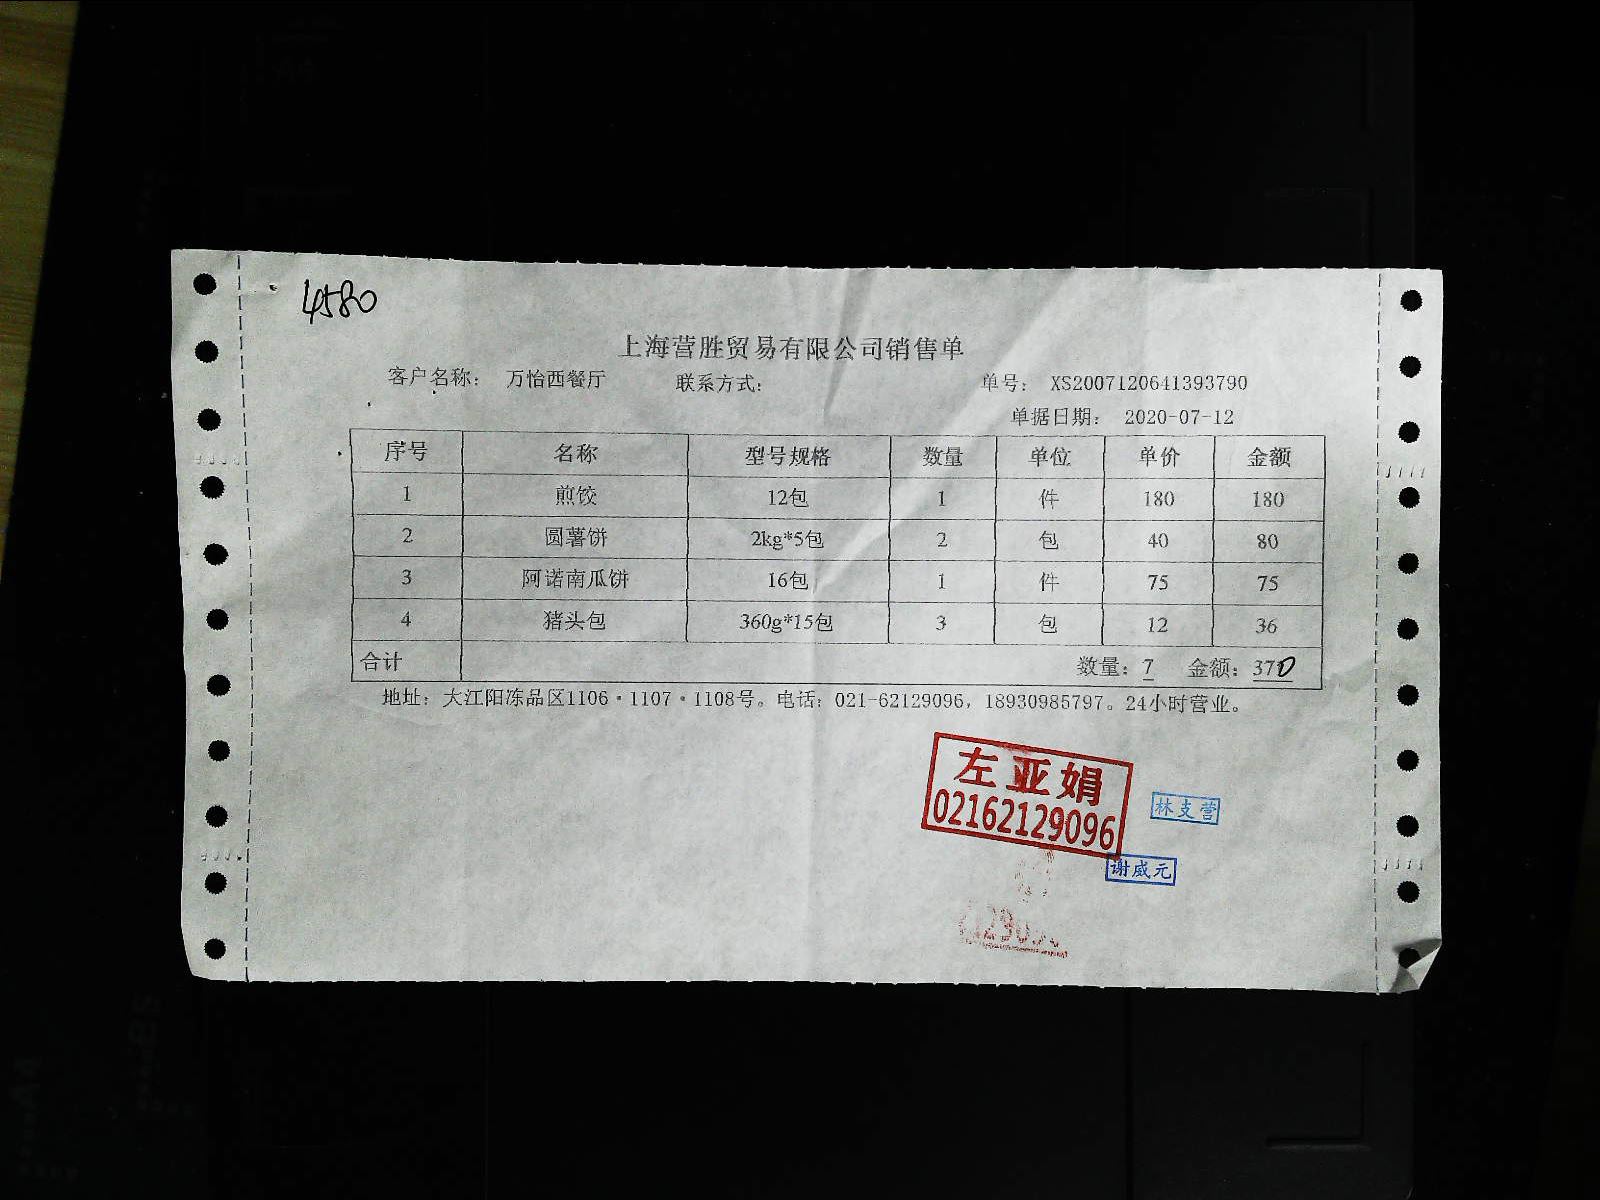 4580
上海营胜贸易有限公司销售单
客户名称： 万怡西餐厅 联系方式： 单号： XS2007120641393790
单据日期： 2020-07-12
序号 名称 型号规格 数量 单位 单价 金额
1 煎饺 12包 1 件 180 180
2 圆薯饼 2kg*5包 2 包 40 80
3 阿诺南瓜饼 16包 1 件 75 75
4 猪头包 360g*15包 3 包 12 36
合计 数量：7 金额：370
地址：大江阳冻品区1106·1107·1108号。电话：021-62129096，18930985797。24小时营业。
左亚娟
02162129096
林支营
谢威元